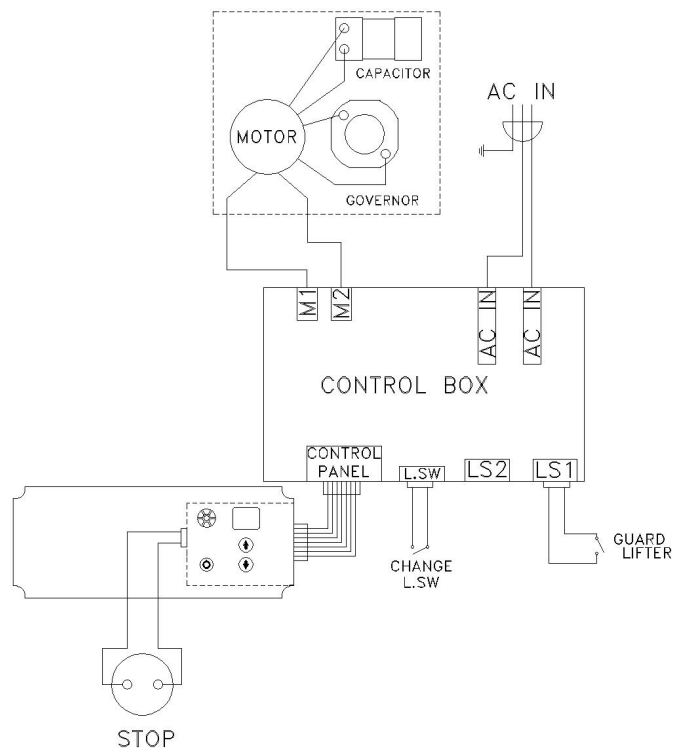 CAPACITOR
MOTOR
GOVERNOR
AC IN
M1
M2
AC IN
AC IN
CONTROL BOX
CONTROL
PANEL
L.SW
LS2
LS1
CHANGE
L.SW
GUARD
LIFTER
STOP